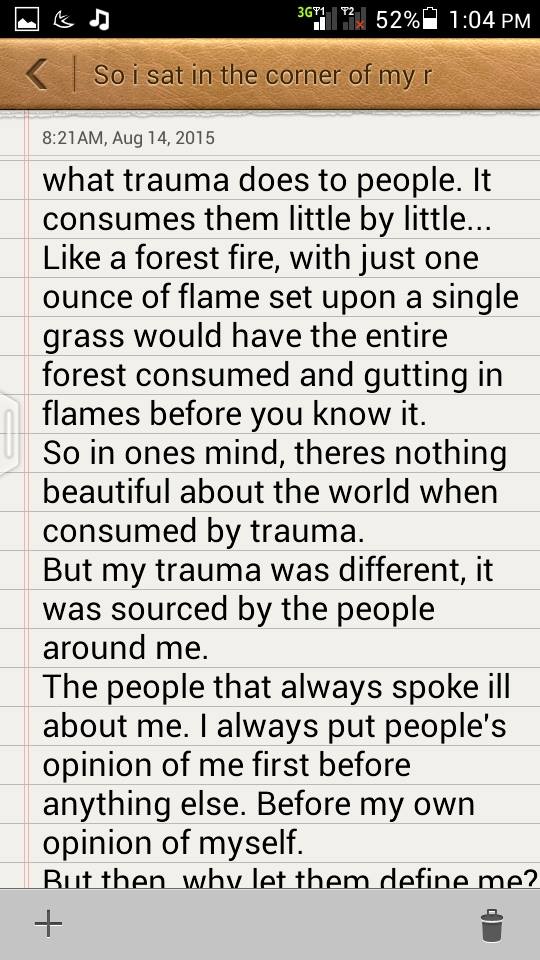 3G 1 2 52% 1:04 PM
So i sat in the corner of my r
8:21AM, Aug 14, 2015
what trauma does to people. It
consumes them little by little...
Like a forest fire, with just one
ounce of flame set upon a single
grass would have the entire
forest consumed and gutting in
flames before you know it.
So in ones mind, theres nothing
beautiful about the world when
consumed by trauma.
But my trauma was different, it
was sourced by the people
around me.
The people that always spoke ill
about me. I always put people's
opinion of me first before
anything else. Before my own
opinion of myself.
But then, why let them define me?